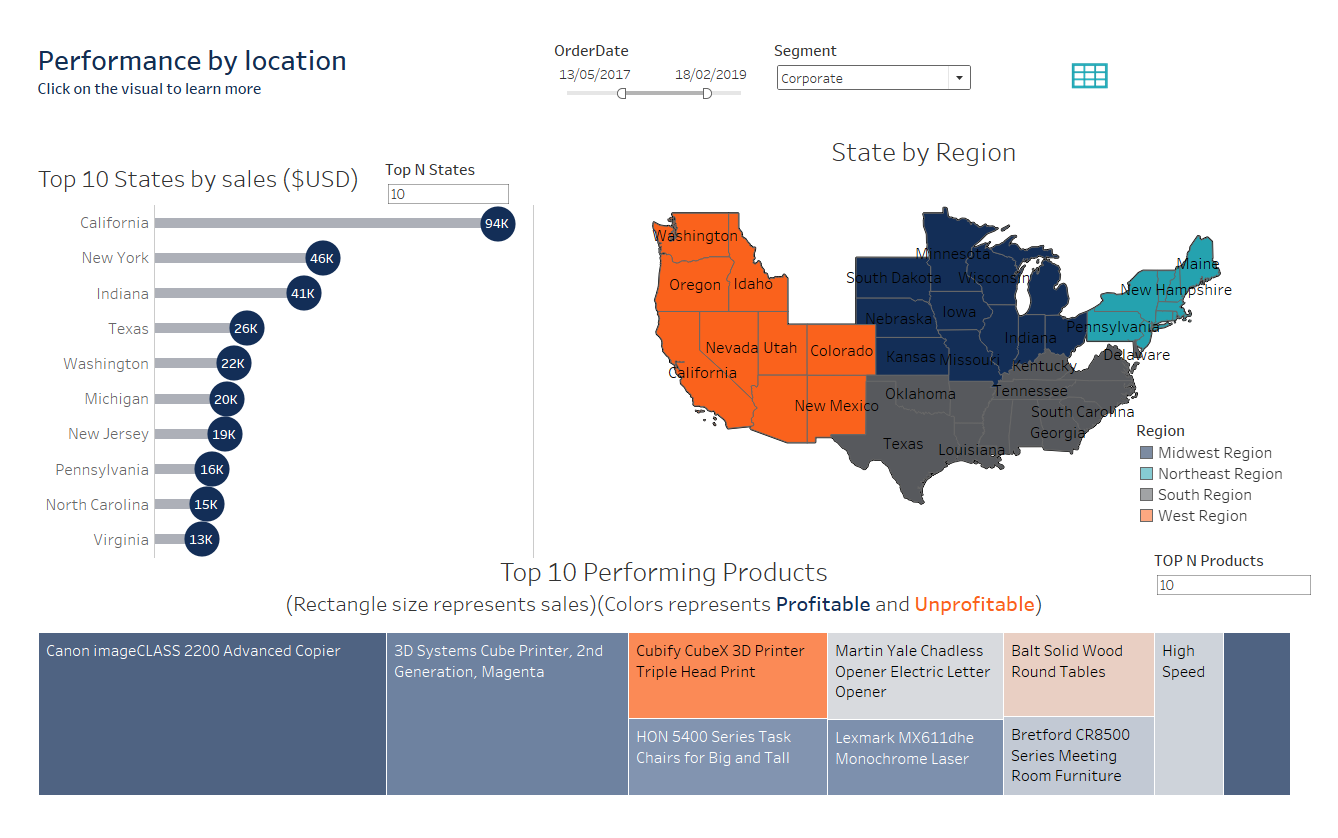 Performance by location
Click on the visual to learn more
OrderDate
13/05/2017
18/02/2019
Segment
Corporate
Top 10 States by sales ($USD)
Top N States
10
California
94K
New York
46K
Indiana
41K
Texas
26K
Washington
22K
Michigan
20K
New Jersey
19K
Pennsylvania
16K
North Carolina
15K
Virginia
13K
State by Region
Washington
Minnesota
Maine
Oregon
Idaho
South Dakota
Wisconsin
New Hampshire
Nebraska
Iowa
Pennsylvania
Indiana
Nevada
Utah
Colorado
Kansas
Missouri
Delaware
California
Kentucky
Oklahoma
Tennessee
New Mexico
South Carolina
Texas
Louisiana
Georgia
Region
Midwest Region
Northeast Region
South Region
West Region
TOP N Products
10
Top 10 Performing Products
(Rectangle size represents sales)(Colors represents Profitable and Unprofitable)
Canon imageCLASS 2200 Advanced Copier
3D Systems Cube Printer, 2nd
Generation, Magenta
Cubify CubeX 3D Printer
Triple Head Print
HON 5400 Series Task
Chairs for Big and Tall
Martin Yale Chadless
Opener Electric Letter
Opener
Lexmark MX611dhe
Monochrome Laser
Balt Solid Wood
Round Tables
Bretford CR8500
Series Meeting
Room Furniture
High
Speed